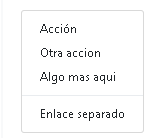 Acción
Otra accion
Algo mas aqui
Enlace separado